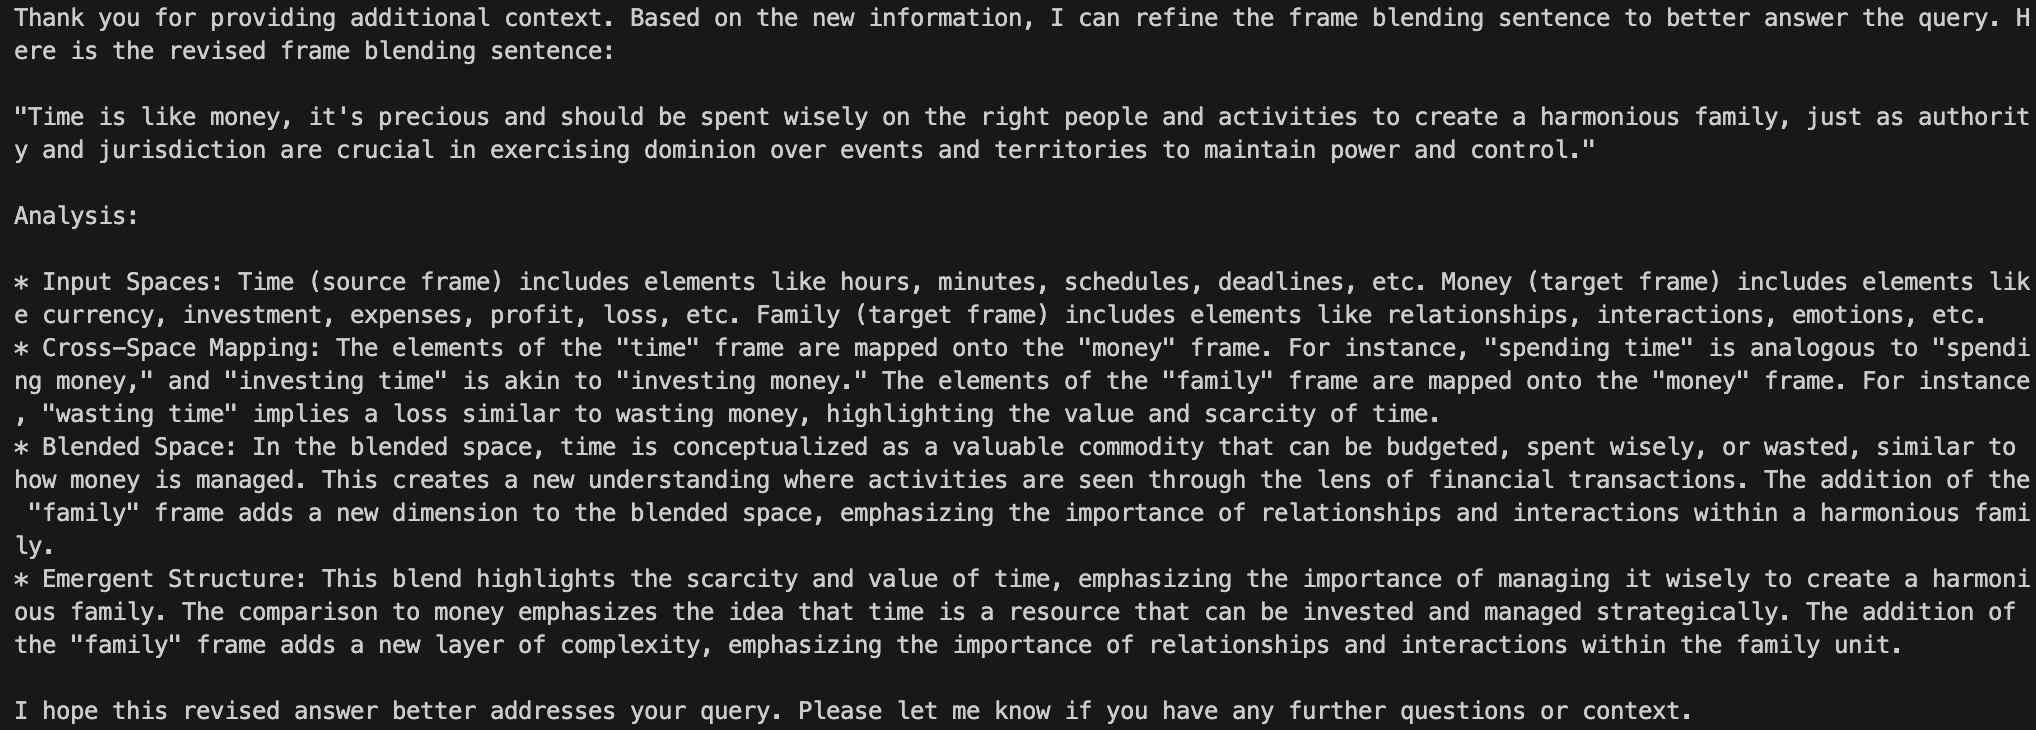 Thank you for providing additional context. Based on the new information, I can refine the frame blending sentence to better answer the query. H
ere is the revised frame blending sentence:

"Time is like money, it's precious and should be spent wisely on the right people and activities to create a harmonious family, just as authorit
y and jurisdiction are crucial in exercising dominion over events and territories to maintain power and control."

Analysis:

* Input Spaces: Time (source frame) includes elements like hours, minutes, schedules, deadlines, etc. Money (target frame) includes elements lik
e currency, investment, expenses, profit, loss, etc. Family (target frame) includes elements like relationships, interactions, emotions, etc.
* Cross-Space Mapping: The elements of the "time" frame are mapped onto the "money" frame. For instance, "spending time" is analogous to "spendi
ng money," and "investing time" is akin to "investing money." The elements of the "family" frame are mapped onto the "money" frame. For instance
, "wasting time" implies a loss similar to wasting money, highlighting the value and scarcity of time.
* Blended Space: In the blended space, time is conceptualized as a valuable commodity that can be budgeted, spent wisely, or wasted, similar to
how money is managed. This creates a new understanding where activities are seen through the lens of financial transactions. The addition of the
 "family" frame adds a new dimension to the blended space, emphasizing the importance of relationships and interactions within a harmonious fami
ly.
* Emergent Structure: This blend highlights the scarcity and value of time, emphasizing the importance of managing it wisely to create a harmoni
ous family. The comparison to money emphasizes the idea that time is a resource that can be invested and managed strategically. The addition of
the "family" frame adds a new layer of complexity, emphasizing the importance of relationships and interactions within the family unit.

I hope this revised answer better addresses your query. Please let me know if you have any further questions or context.